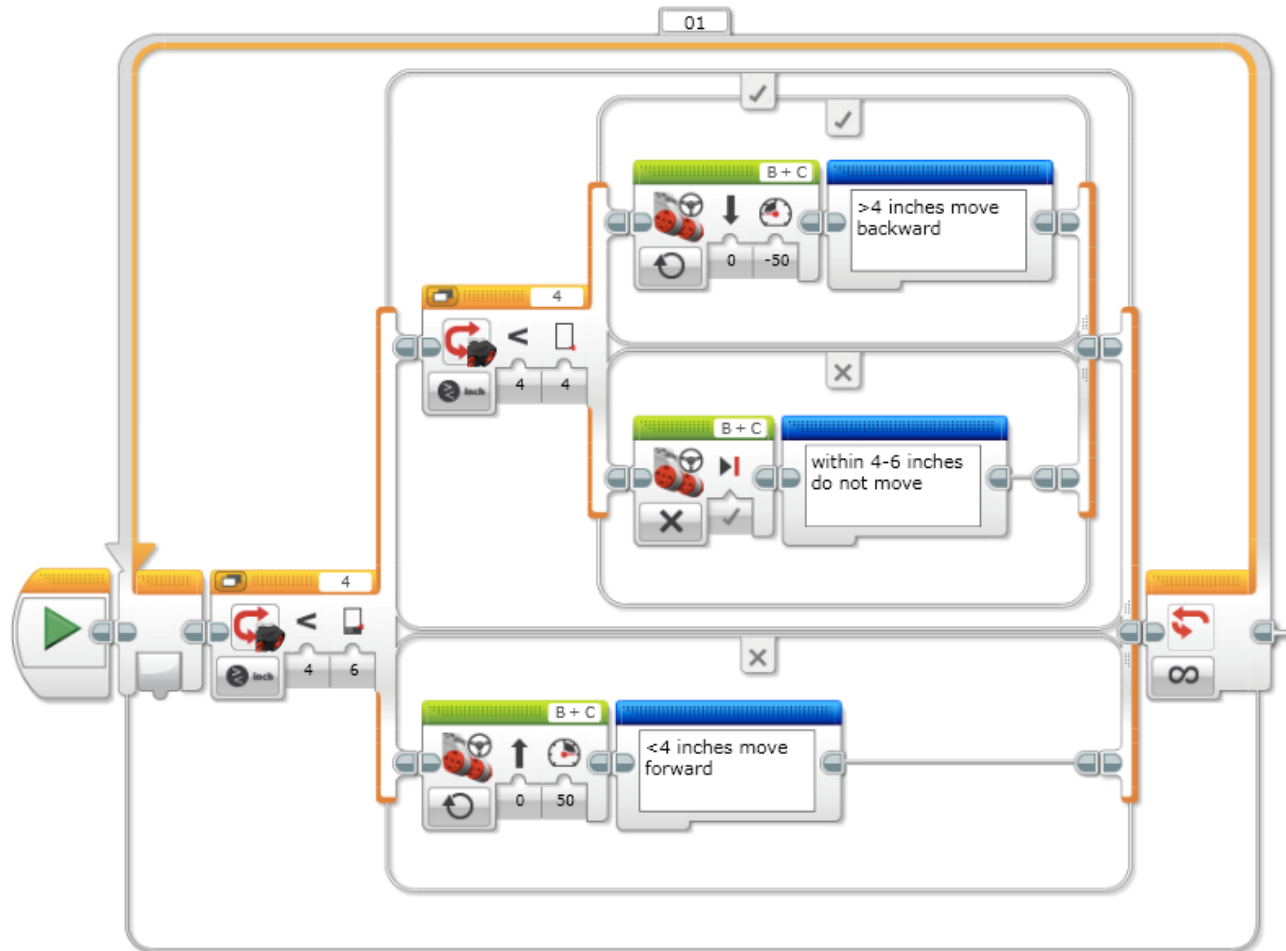 01
B + C
0
-50
>4 inches move
backward
4
<
inch
4
4
B + C
within 4-6 inches
do not move
4
<
inch
4
6
B + C
0
50
<4 inches move
forward
∞